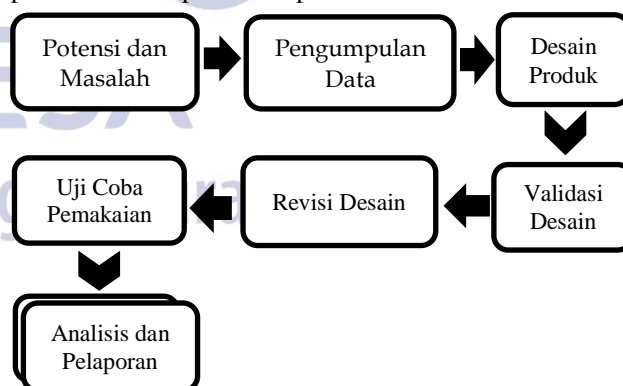 Potensi dan
Masalah
Pengumpulan
Data
Desain
Produk
Uji Coba
Pemakaian
Revisi Desain
Validasi
Desain
Analisis dan
Pelaporan